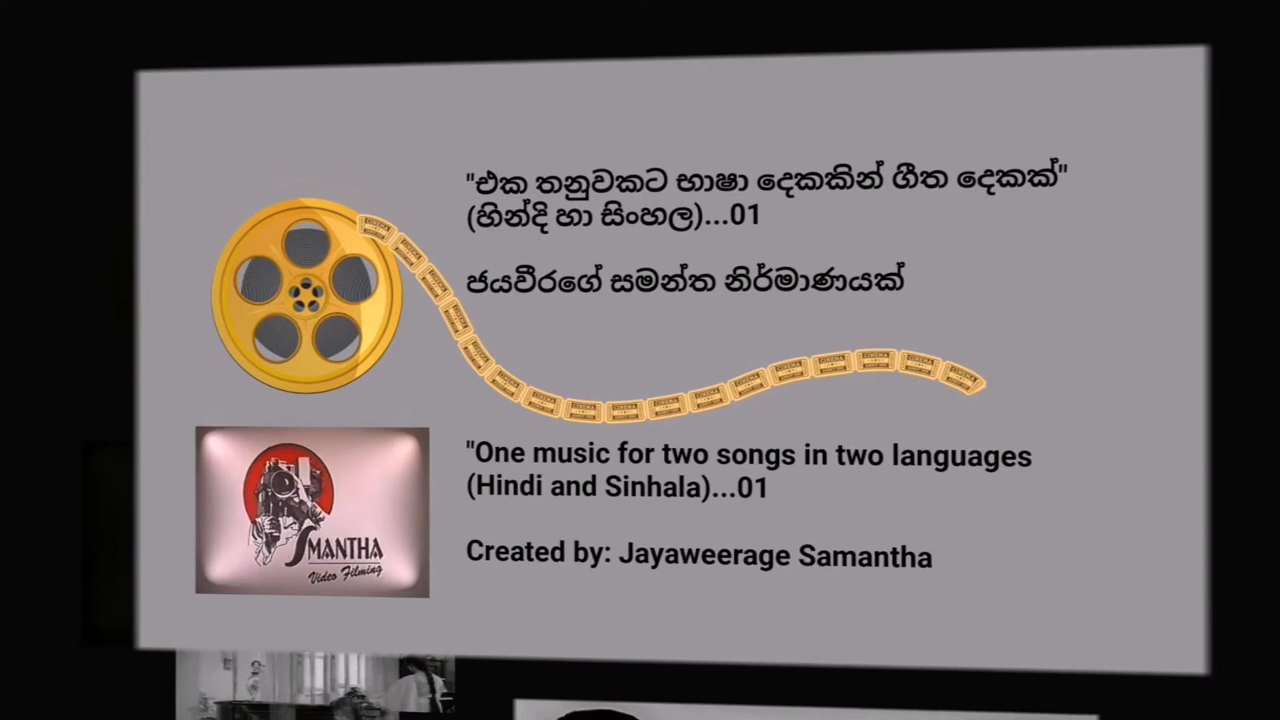 "එක තනුවකට භාෂා දෙකකින් ගීත දෙකක්"
(හින්දි හා සිංහල)...01
ජයවීරගේ සමන්ත නිර්මාණයක්
CINEMA
"One music for two songs in two languages
(Hindi and Sinhala)...01
Created by: Jayaweerage Samantha
SMANTHA
Video Filming